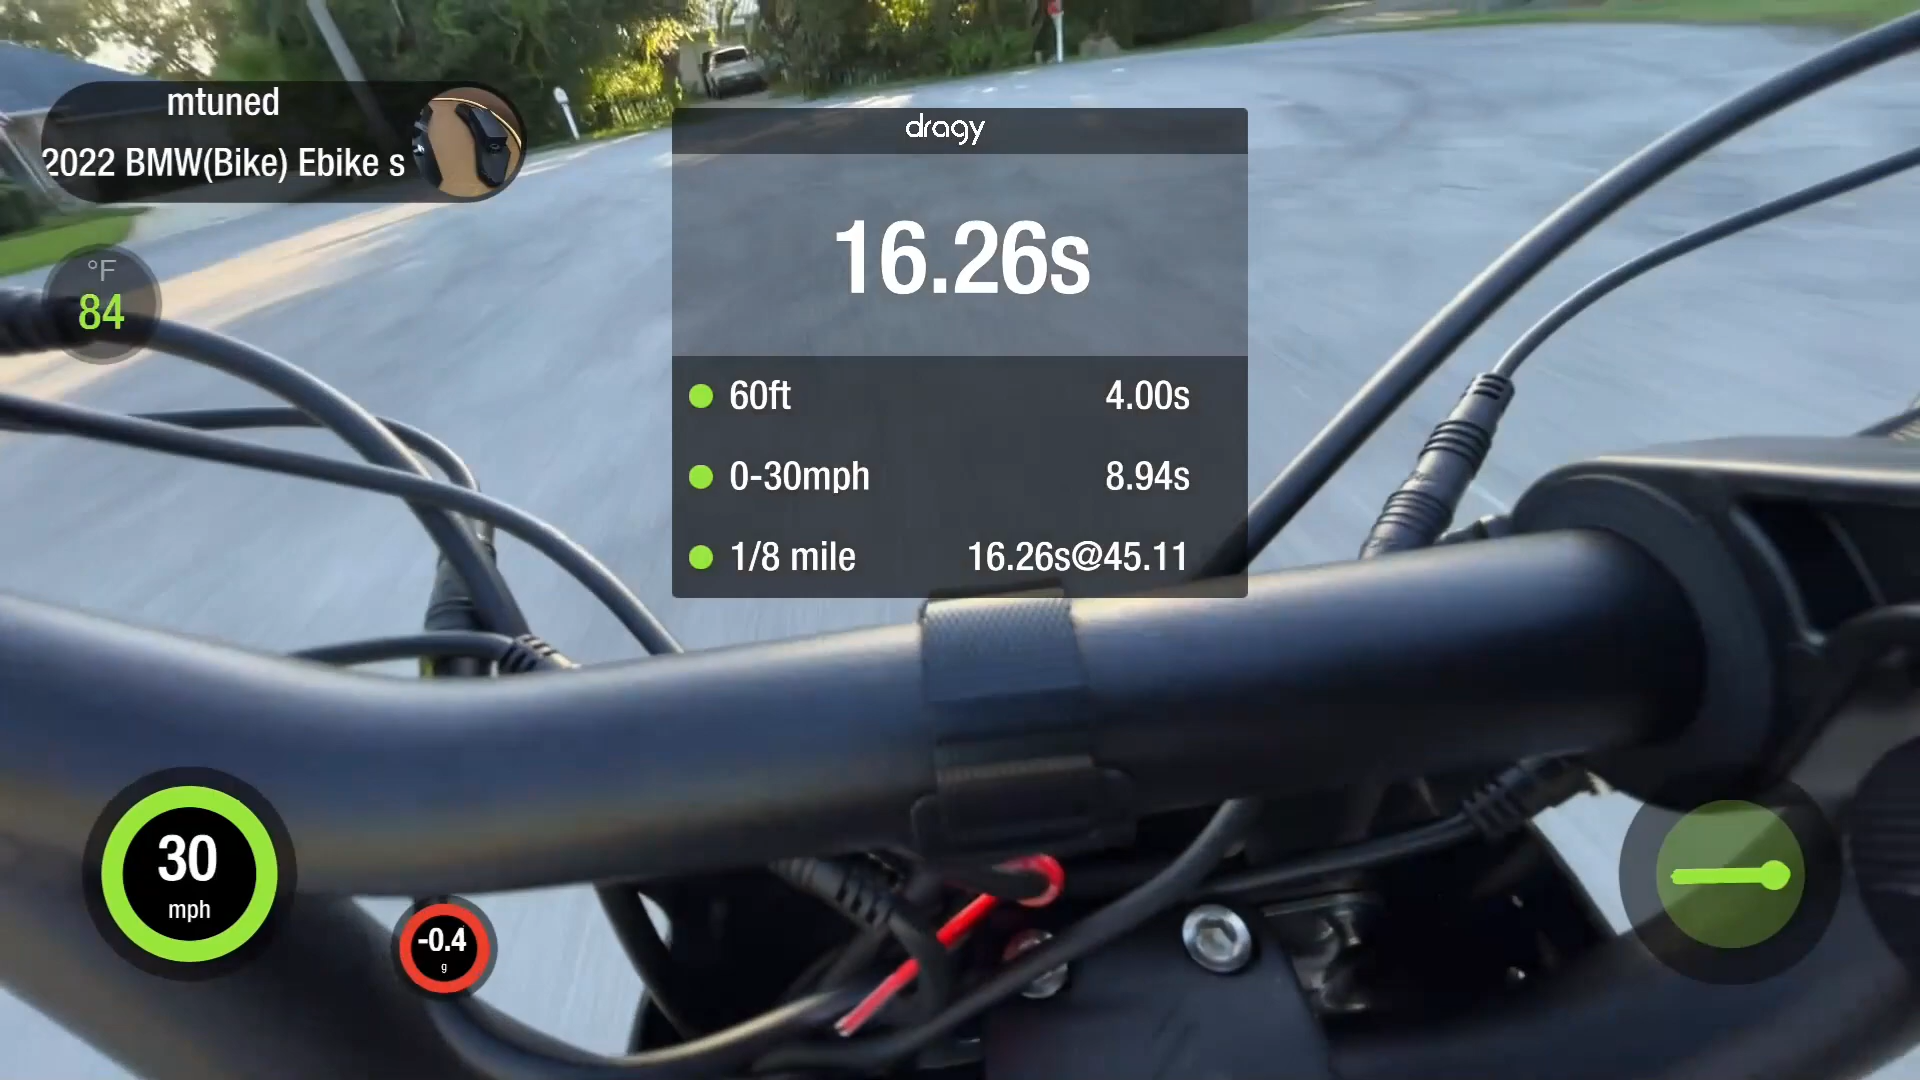 mtuned
2022 BMW(Bike) Ebike s
°F
84
dragy
16.26s
60ft 4.00s
0-30mph 8.94s
1/8 mile 16.26s@45.11
30
mph
-0.4
g